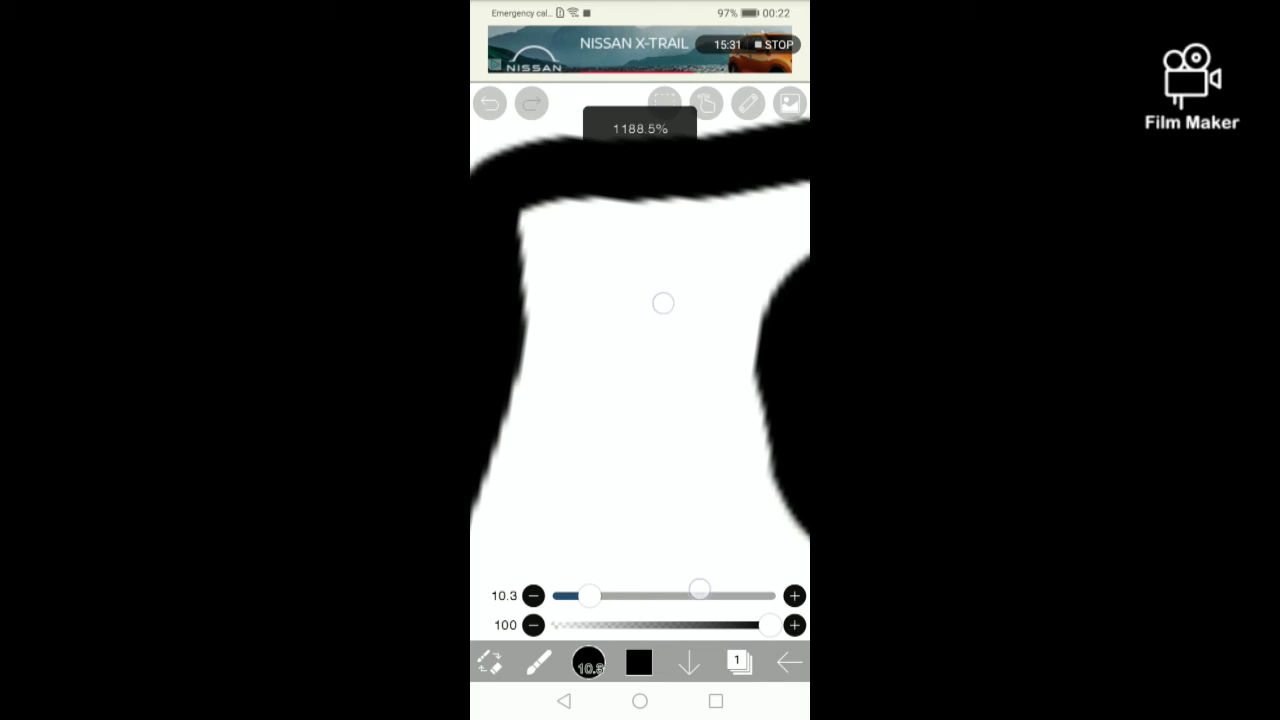 Emergency cal... 97% 00:22
NISSAN X-TRAIL 15:31 STOP
NISSAN
Film Maker
1188.5%
10.3
100
10.3 1